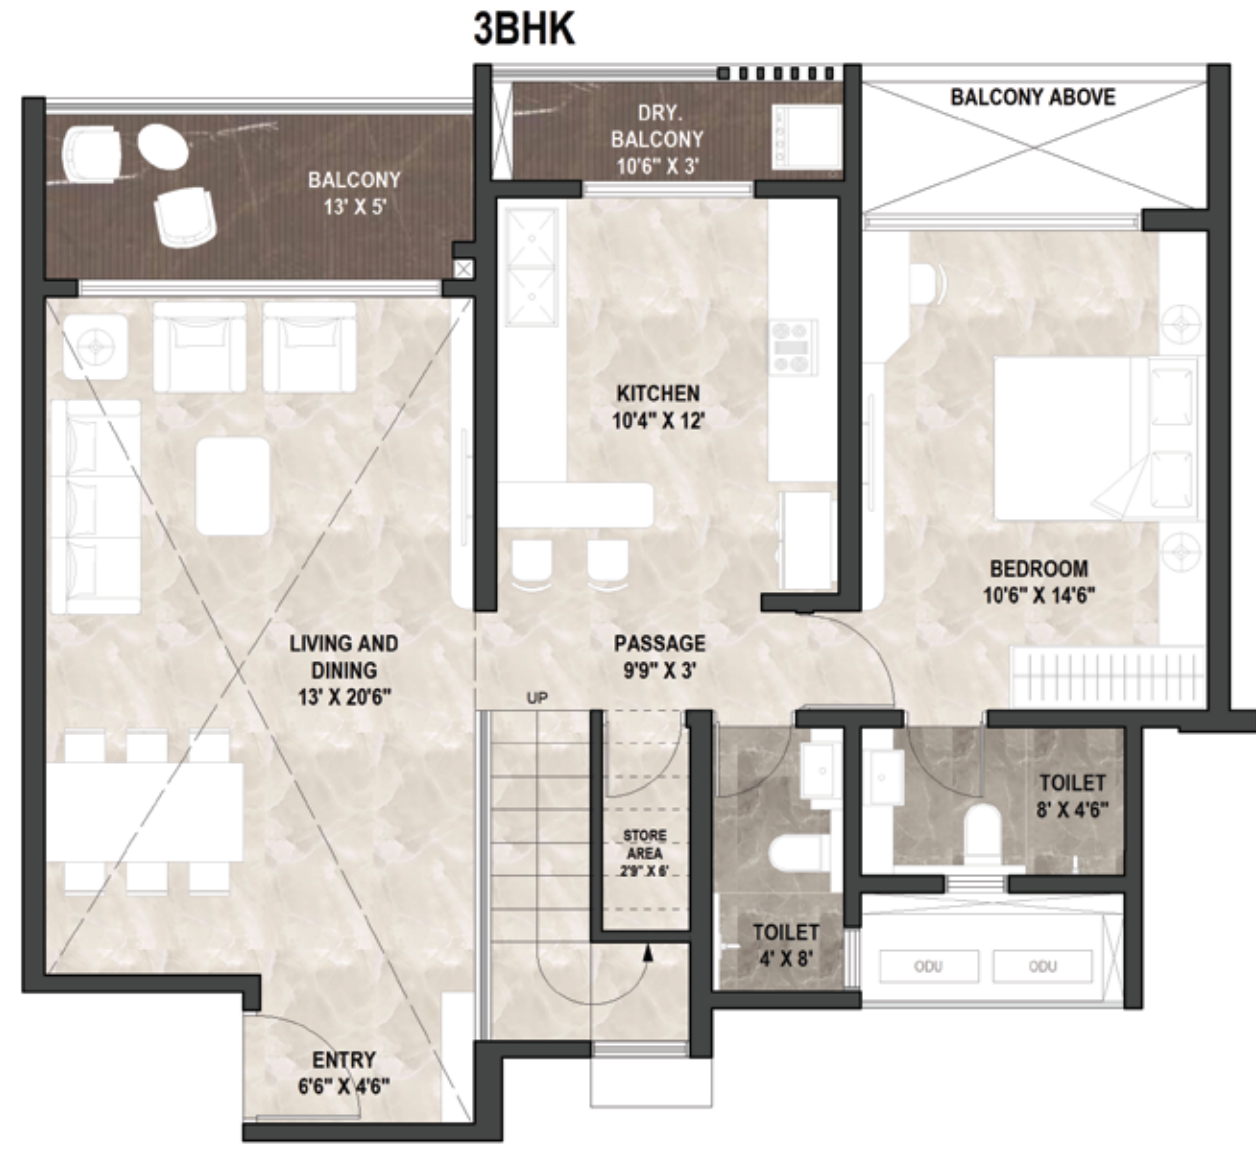 3BHK
BALCONY ABOVE
DRY.
BALCONY
10'6" X 3'
BALCONY
13' X 5'
KITCHEN
10'4" X 12'
BEDROOM
10'6" X 14'6"
LIVING AND
DINING
13' X 20'6"
PASSAGE
9'9" X 3'
UP
TOILET
8' X 4'6"
STORE
AREA
2'9" X 6'
TOILET
4' X 8'
ODU
ODU
ENTRY
6'6" X 4'6"